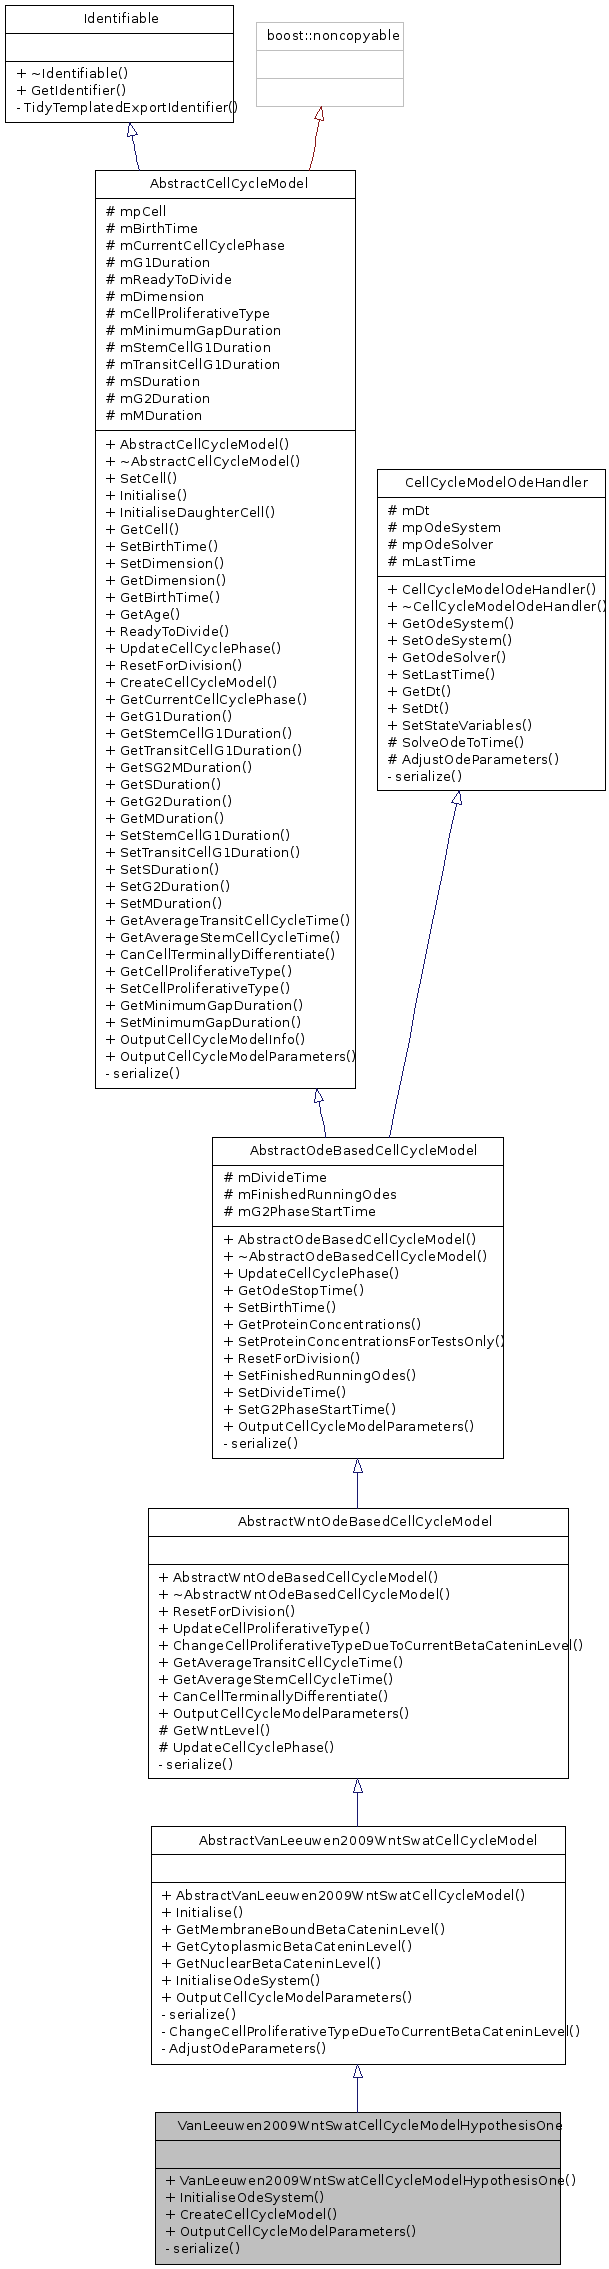 Identifiable
+ ~Identifiable()
+ GetIdentifier()
- TidyTemplatedExportIdentifier()
boost::noncopyable
AbstractCellCycleModel
# mpCell
# mBirthTime
# mCurrentCellCyclePhase
# mG1Duration
# mReadyToDivide
# mDimension
# mCellProliferativeType
# mMinimumGapDuration
# mStemCellG1Duration
# mTransitCellG1Duration
# mSDuration
# mG2Duration
# mMDuration
+ AbstractCellCycleModel()
+ ~AbstractCellCycleModel()
+ SetCell()
+ Initialise()
+ InitialiseDaughterCell()
+ GetCell()
+ SetBirthTime()
+ SetDimension()
+ GetDimension()
+ GetBirthTime()
+ GetAge()
+ ReadyToDivide()
+ UpdateCellCyclePhase()
+ ResetForDivision()
+ CreateCellCycleModel()
+ GetCurrentCellCyclePhase()
+ GetG1Duration()
+ GetStemCellG1Duration()
+ GetTransitCellG1Duration()
+ GetSG2MDuration()
+ GetSDuration()
+ GetG2Duration()
+ GetMDuration()
+ SetStemCellG1Duration()
+ SetTransitCellG1Duration()
+ SetSDuration()
+ SetG2Duration()
+ SetMDuration()
+ GetAverageTransitCellCycleTime()
+ GetAverageStemCellCycleTime()
+ CanCellTerminallyDifferentiate()
+ GetCellProliferativeType()
+ SetCellProliferativeType()
+ GetMinimumGapDuration()
+ SetMinimumGapDuration()
+ OutputCellCycleModelInfo()
+ OutputCellCycleModelParameters()
- serialize()
CellCycleModelOdeHandler
# mDt
# mpOdeSystem
# mpOdeSolver
# mLastTime
+ CellCycleModelOdeHandler()
+ ~CellCycleModelOdeHandler()
+ GetOdeSystem()
+ SetOdeSystem()
+ GetOdeSolver()
+ SetLastTime()
+ GetDt()
+ SetDt()
+ SetStateVariables()
# SolveOdeToTime()
# AdjustOdeParameters()
- serialize()
AbstractOdeBasedCellCycleModel
# mDivideTime
# mFinishedRunningOdes
# mG2PhaseStartTime
+ AbstractOdeBasedCellCycleModel()
+ ~AbstractOdeBasedCellCycleModel()
+ UpdateCellCyclePhase()
+ GetOdeStopTime()
+ SetBirthTime()
+ GetProteinConcentrations()
+ SetProteinConcentrationsForTestsOnly()
+ ResetForDivision()
+ SetFinishedRunningOdes()
+ SetDivideTime()
+ SetG2PhaseStartTime()
+ OutputCellCycleModelParameters()
- serialize()
AbstractWntOdeBasedCellCycleModel
+ AbstractWntOdeBasedCellCycleModel()
+ ~AbstractWntOdeBasedCellCycleModel()
+ ResetForDivision()
+ UpdateCellProliferativeType()
+ ChangeCellProliferativeTypeDueToCurrentBetaCateninLevel()
+ GetAverageTransitCellCycleTime()
+ GetAverageStemCellCycleTime()
+ CanCellTerminallyDifferentiate()
+ OutputCellCycleModelParameters()
# GetWntLevel()
# UpdateCellCyclePhase()
- serialize()
AbstractVanLeeuwen2009WntSwatCellCycleModel
+ AbstractVanLeeuwen2009WntSwatCellCycleModel()
+ Initialise()
+ GetMembraneBoundBetaCateninLevel()
+ GetCytoplasmicBetaCateninLevel()
+ GetNuclearBetaCateninLevel()
+ InitialiseOdeSystem()
+ OutputCellCycleModelParameters()
- serialize()
- ChangeCellProliferativeTypeDueToCurrentBetaCateninLevel()
- AdjustOdeParameters()
VanLeeuwen2009WntSwatCellCycleModelHypothesisOne
+ VanLeeuwen2009WntSwatCellCycleModelHypothesisOne()
+ InitialiseOdeSystem()
+ CreateCellCycleModel()
+ OutputCellCycleModelParameters()
- serialize()